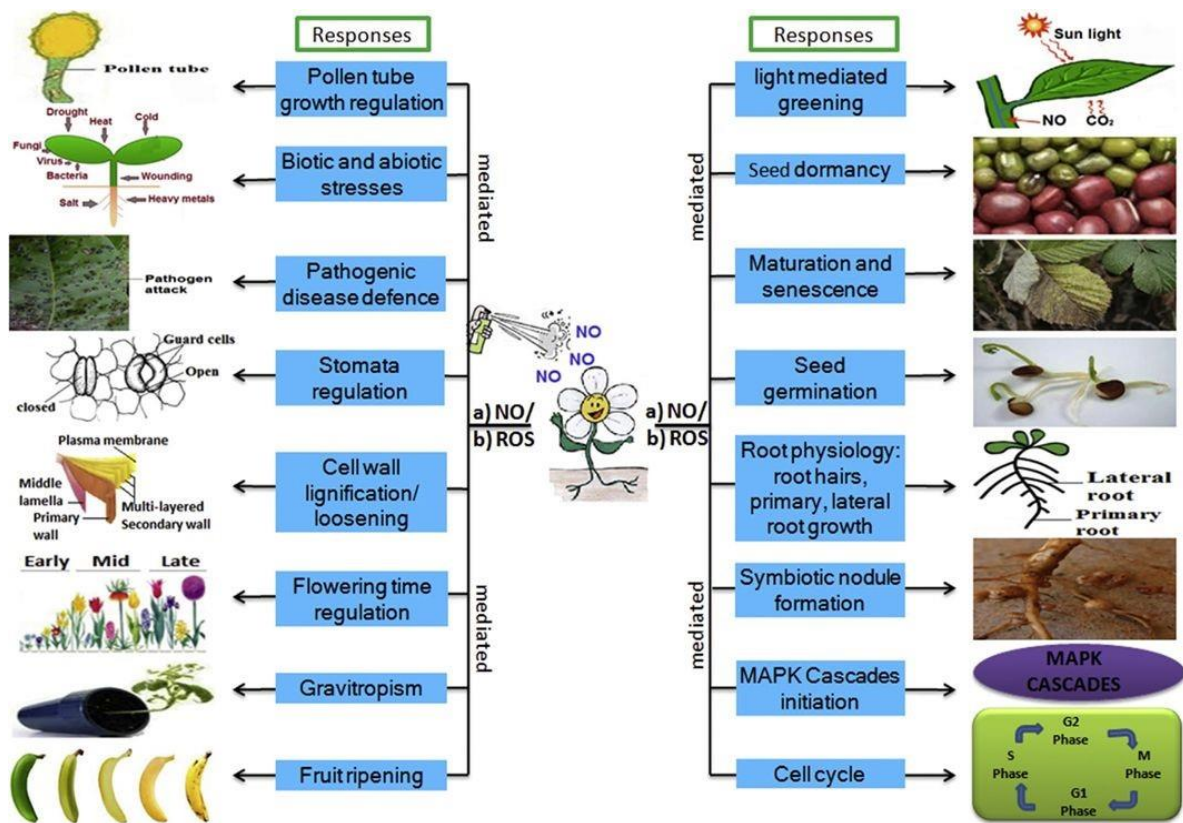 Responses
Pollen tube
Pollen tube
growth regulation
Drought
Heat
Cold
Fungi
Virus
Bacteria
Wounding
Salt
Heavy metals
Biotic and abiotic
stresses
mediated
Pathogen
attack
Pathogenic
disease defence
Guard cells
Open
closed
Stomata
regulation
a) NO/
b) ROS
Plasma membrane
Middle
lamella
Primary
wall
Multi-layered
Secondary wall
Cell wall
lignification/
loosening
Early Mid Late
Flowering time
regulation
mediated
Gravitropism
Fruit ripening
NO
NO
NO
Responses
light mediated
greening
Sun light
NO
CO₂
mediated
Seed dormancy
Maturation and
senescence
Seed
germination
a) NO/
b) ROS
Root physiology:
root hairs,
primary, lateral
root growth
Lateral
root
Primary
root
Symbiotic nodule
formation
mediated
MAPK Cascades
initiation
MAPK
CASCADES
Cell cycle
G2
Phase
S
Phase
M
Phase
G1
Phase